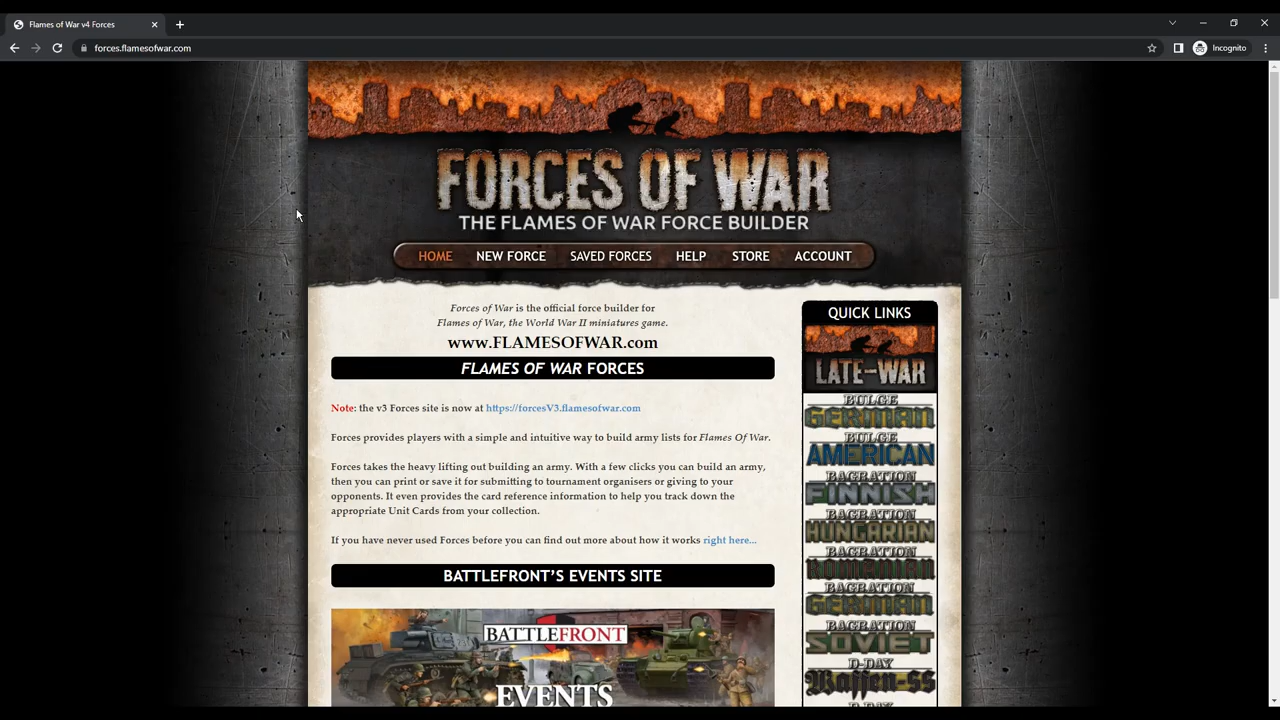 Flames of War v4 Forces
forces.flamesofwar.com
Incognito
FORCES OF WAR
THE FLAMES OF WAR FORCE BUILDER
HOME NEW FORCE SAVED FORCES HELP STORE ACCOUNT
Forces of War is the official force builder for
Flames of War, the World War II miniatures game.
www.FLAMESOFWAR.com
FLAMES OF WAR FORCES
Note: the v3 Forces site is now at https://forcesV3.flamesofwar.com
Forces provides players with a simple and intuitive way to build army lists for Flames Of War.
Forces takes the heavy lifting out building an army. With a few clicks you can build an army,
then you can print or save it for submitting to tournament organisers or giving to your
opponents. It even provides the card reference information to help you track down the
appropriate Unit Cards from your collection.
If you have never used Forces before you can find out more about how it works right here...
BATTLEFRONT'S EVENTS SITE
BATTLEFRONT
EVENTS
QUICK LINKS
LATE-WAR
BULGE
GERMAN
BULGE
AMERICAN
BAGRATION
FINNISH
BAGRATION
HUNGARIAN
BAGRATION
ROMANIAN
BAGRATION
GERMAN
BAGRATION
SOVIET
D-DAY
Waffen-SS
D-DAY